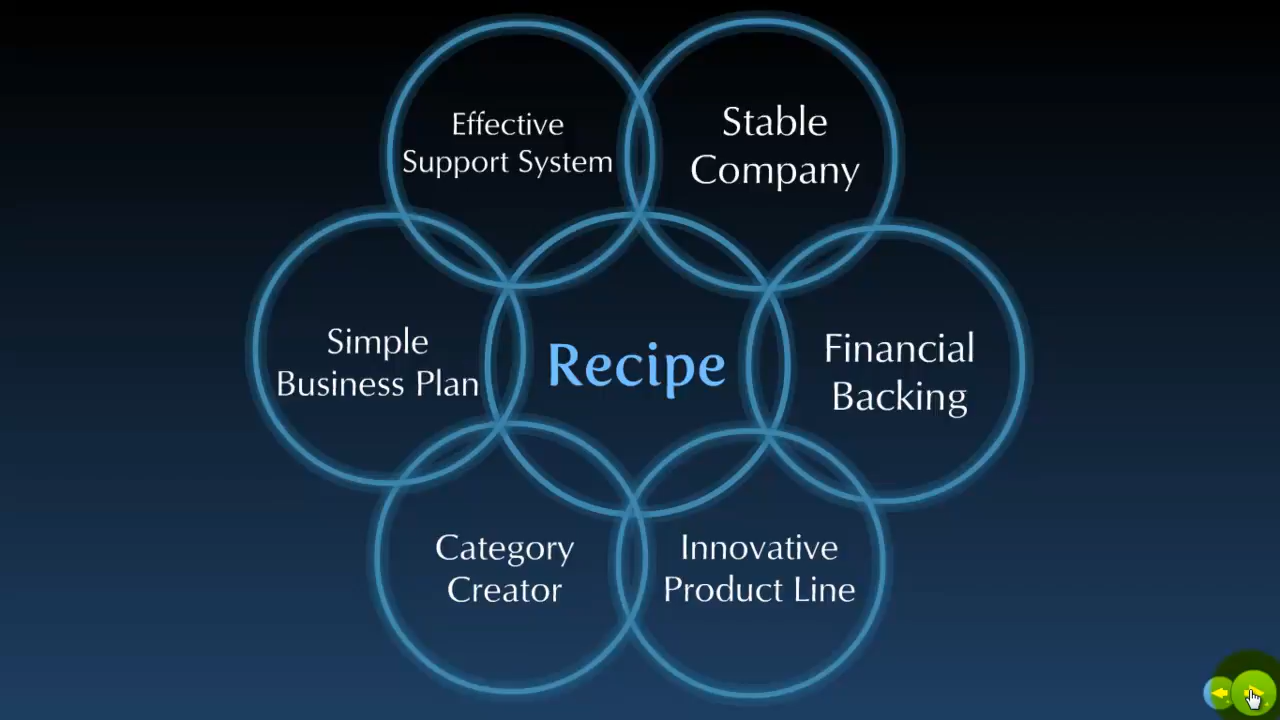 Effective
Support System
Stable
Company
Simple
Business Plan
Recipe
Financial
Backing
Category
Creator
Innovative
Product Line